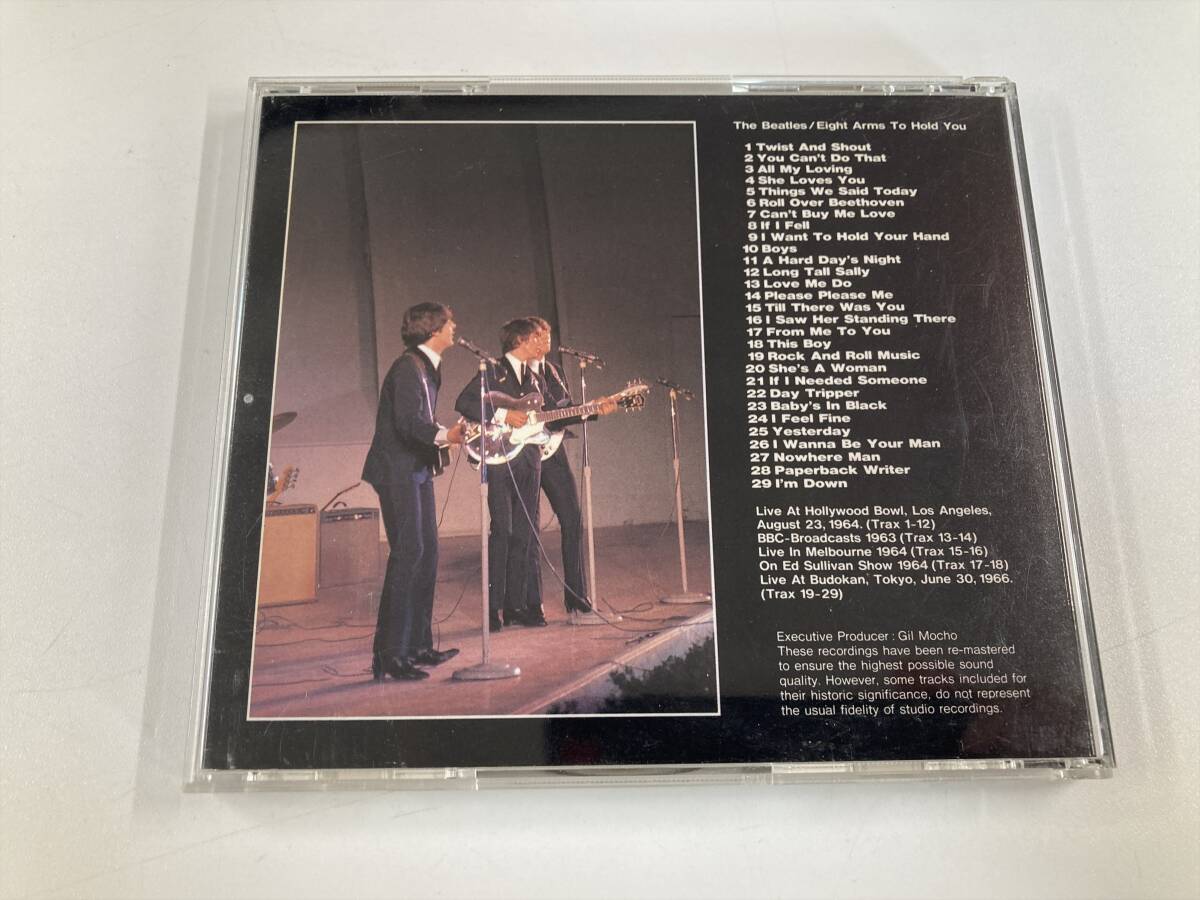 The Beatles/Eight Arms To Hold You
1 Twist And Shout
2 You Can't Do That
3 All My Loving
4 She Loves You
5 Things We Said Today
6 Roll Over Beethoven
7 Can't Buy Me Love
8 If I Fell
9 I Want To Hold Your Hand
10 Boys
11 A Hard Day's Night
12 Long Tall Sally
13 Love Me Do
14 Please Please Me
15 Till There Was You
16 I Saw Her Standing There
17 From Me To You
18 This Boy
19 Rock And Roll Music
20 She's A Woman
21 If I Needed Someone
22 Day Tripper
23 Baby's In Black
24 I Feel Fine
25 Yesterday
26 I Wanna Be Your Man
27 Nowhere Man
28 Paperback Writer
29 I'm Down
Live At Hollywood Bowl, Los Angeles,
August 23, 1964. (Trax 1-12)
BBC-Broadcasts 1963 (Trax 13-14)
Live In Melbourne 1964 (Trax 15-16)
On Ed Sullivan Show 1964 (Trax 17-18)
Live At Budokan, Tokyo, June 30, 1966.
(Trax 19-29)
Executive Producer : Gil Mocho
These recordings have been re-mastered
to ensure the highest possible sound
quality. However, some tracks included for
their historic significance, do not represent
the usual fidelity of studio recordings.